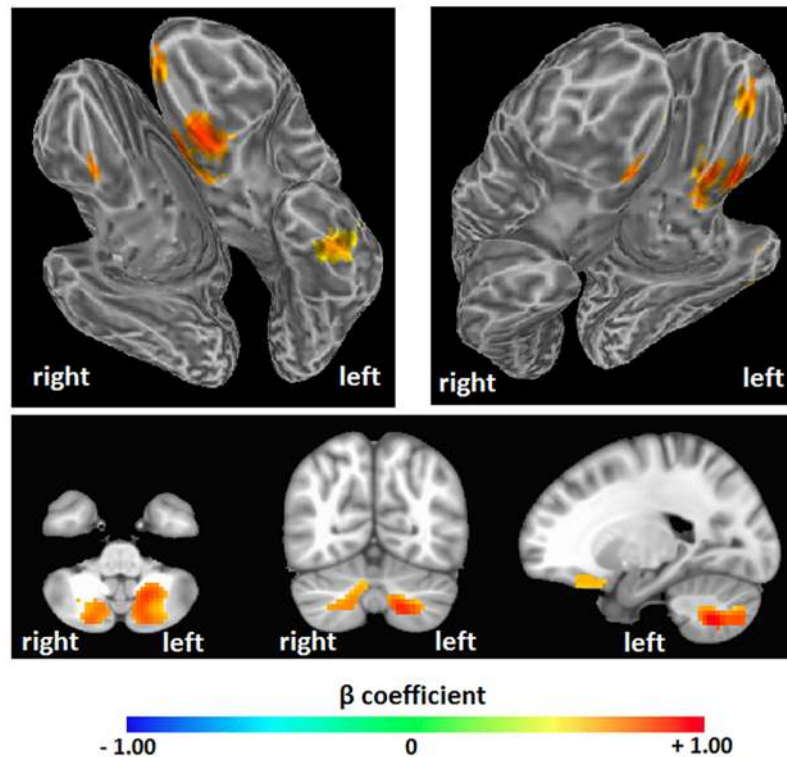 right
left
right
left
right
left
right
left
left
β coefficient
- 1.00
0
+ 1.00